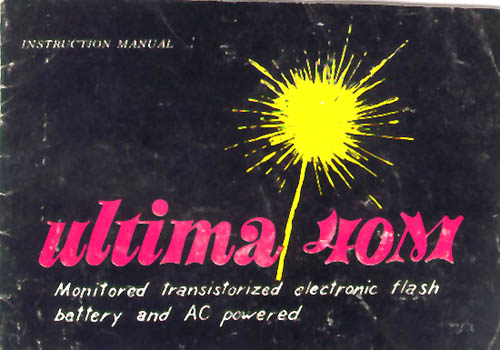 INSTRUCTION MANUAL
ultima 40M
Monitored transistorized electronic flash
battery and AC powered